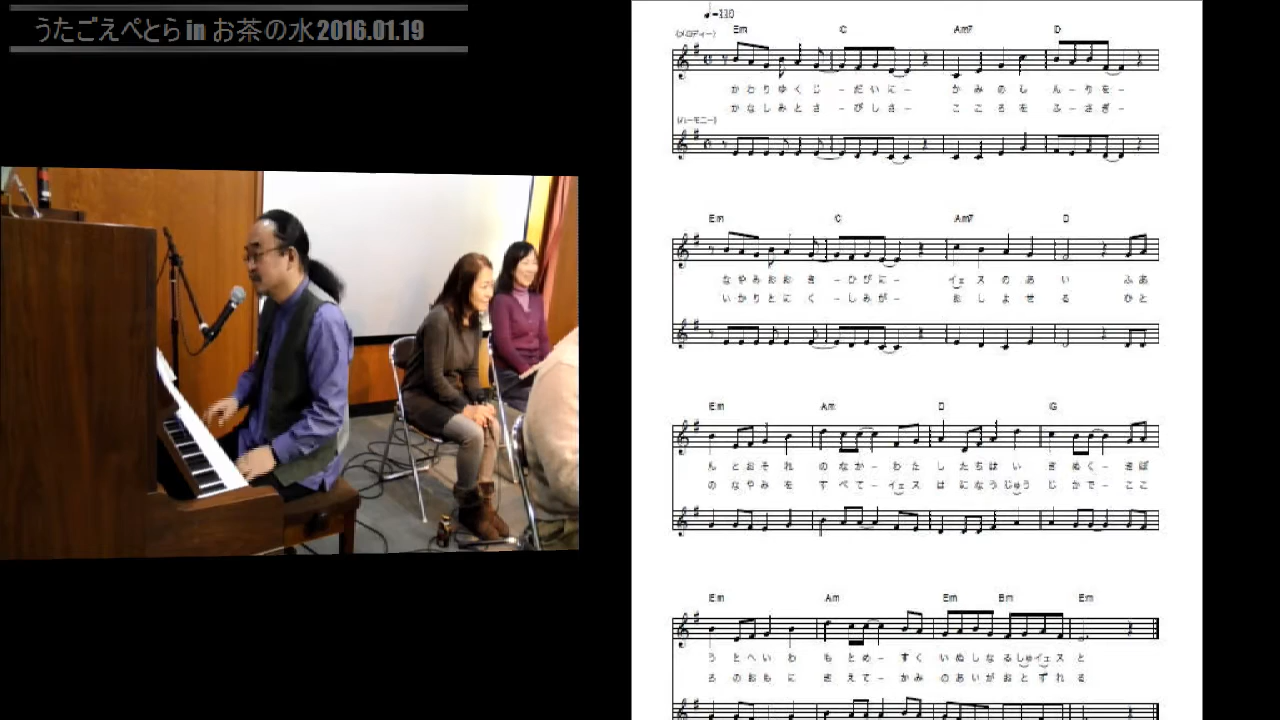 うたごえぺとら in お茶の水 2016.01.19
(メロディー)
Em C Am7 D
かわりゆくじ－だいに－ かみのしん－りを－
かなしみとさ－びしさ－ こころをふ－さぎ－
(ハーモニー)
Em C Am7 D
なやみおおき－ひびに－ イェスのあい ふあ
いかりとにく－しみが－ おしよせる ひと
Em Am D G
んとおそれ のなか－わた したちはい きぬく－きぼ
のなやみを すべて－イェス はになうじゅう じかで－ここ
Em Am Em Bm Em
うとへいわ もとめ－すく いぬしなるしゅイェス と
ろのおもに きえて－かみ のあいがおとずれ る